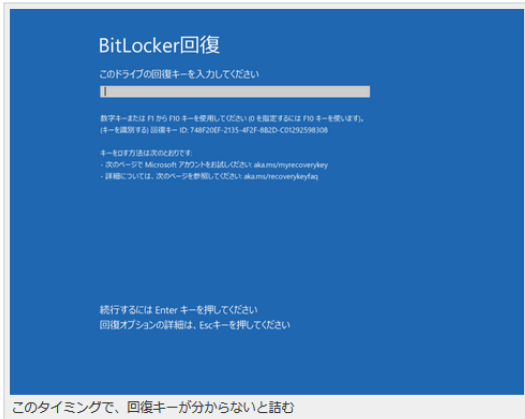 BitLocker回復
このドライブの回復キーを入力してください
数字キーまたは F1 から F10 キーを使用してください (0 を指定するには F10 キーを使います)。
(キーを識別する) 回復キー ID: 748F20EF-2135-4F2F-8B2D-C01292598308
キーをロす方法は次のとおりです:
- 次のページで Microsoft アカウントをお試しください: aka.ms/myrecoverykey
- 詳細については、次のページを参照してください: aka.ms/recoverykeyfaq
続行するには Enter キーを押してください
回復オプションの詳細は、Escキーを押してください
このタイミングで、回復キーが分からないと詰む